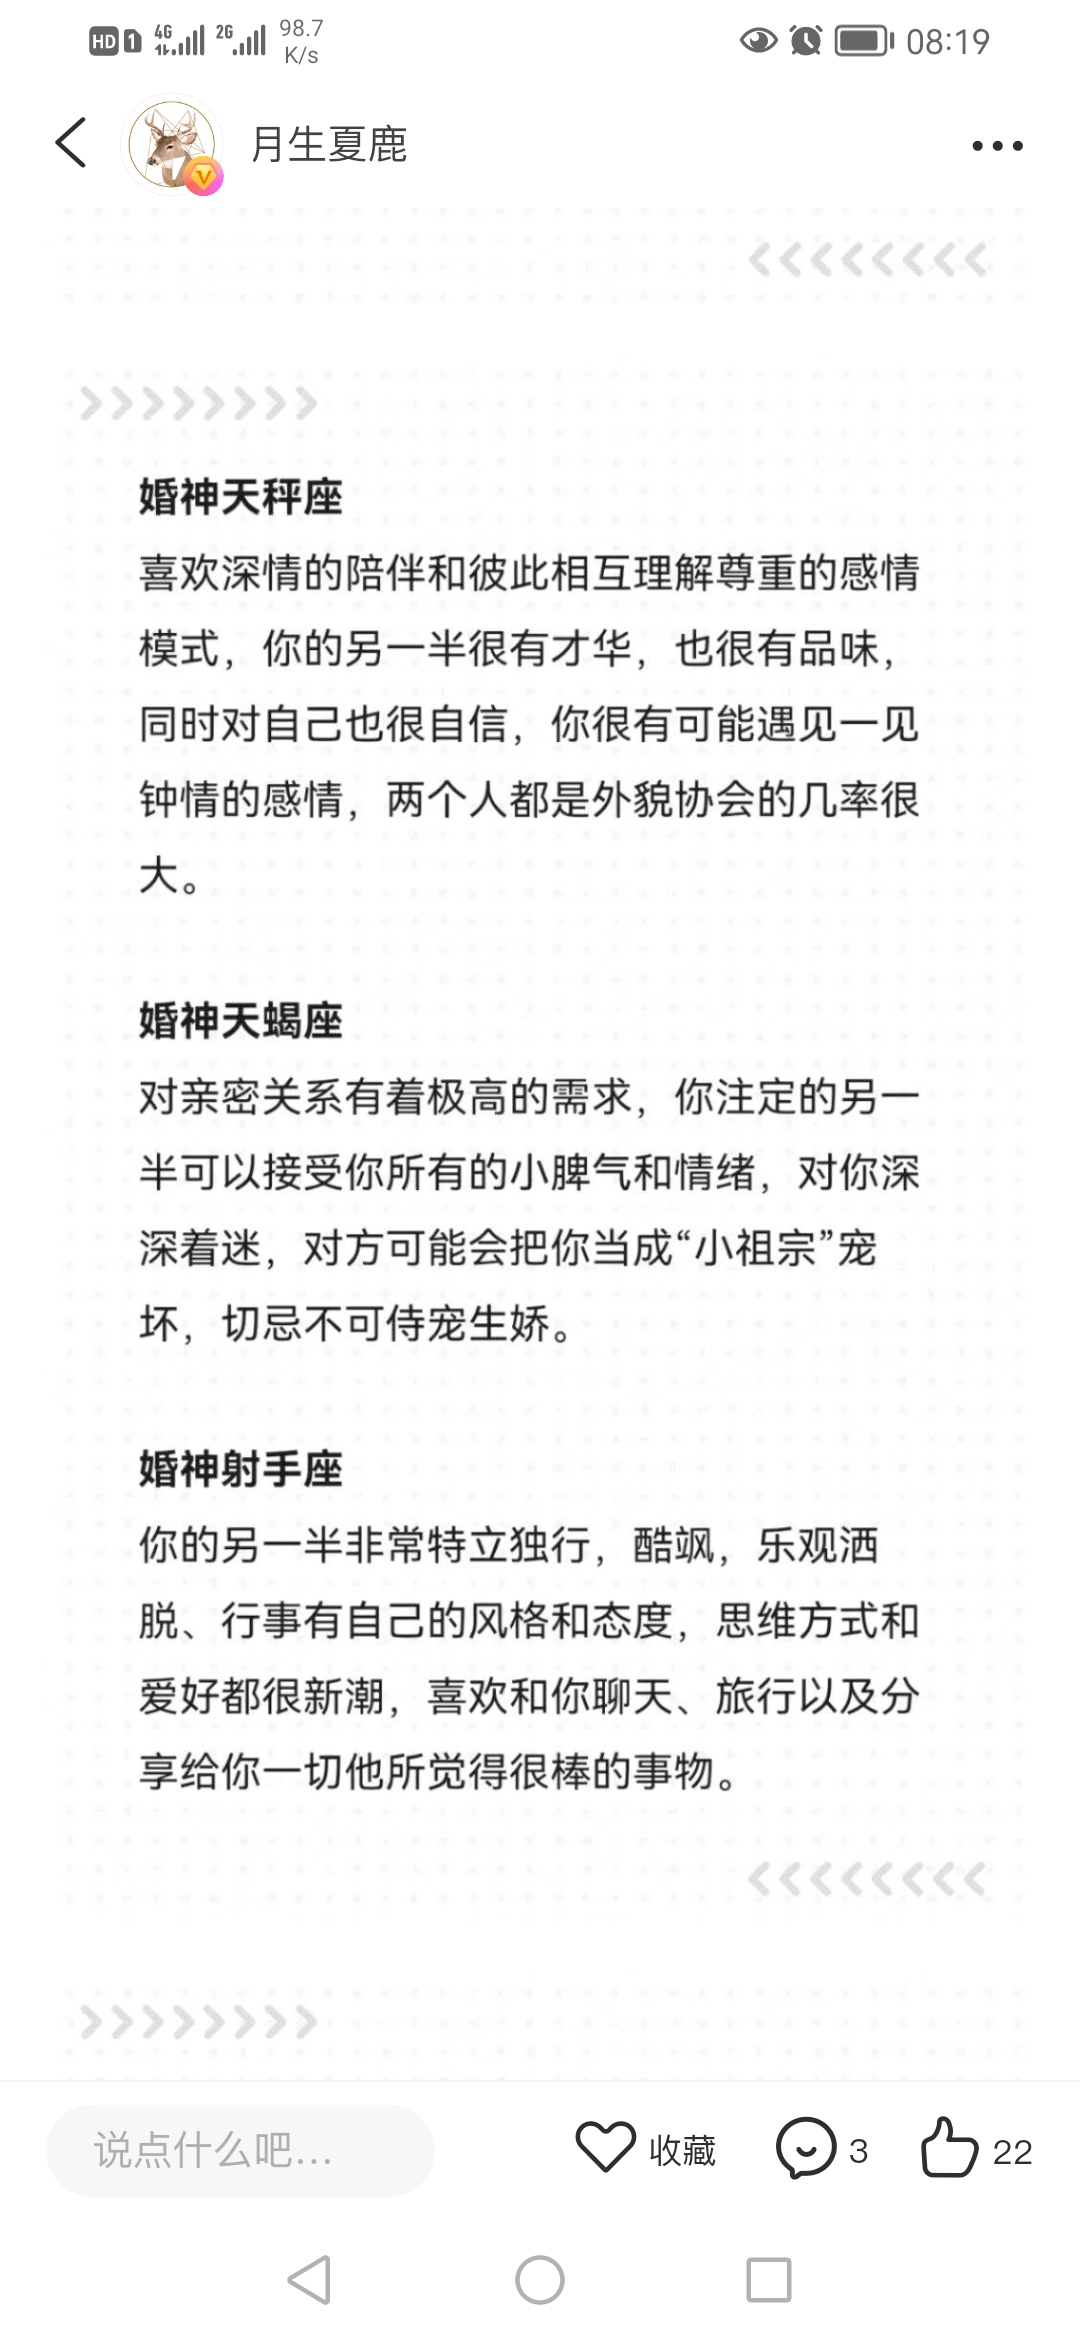 HD 1 4G 2G 98.7 K/s 08:19
月生夏鹿
婚神天秤座
喜欢深情的陪伴和彼此相互理解尊重的感情
模式，你的另一半很有才华，也很有品味，
同时对自己也很自信，你很有可能遇见一见
钟情的感情，两个人都是外貌协会的几率很
大。
婚神天蝎座
对亲密关系有着极高的需求，你注定的另一
半可以接受你所有的小脾气和情绪，对你深
深着迷，对方可能会把你当成“小祖宗”宠
坏，切忌不可侍宠生娇。
婚神射手座
你的另一半非常特立独行，酷飒，乐观洒
脱、行事有自己的风格和态度，思维方式和
爱好都很新潮，喜欢和你聊天、旅行以及分
享给你一切他所觉得很棒的事物。
说点什么吧... 收藏 3 22